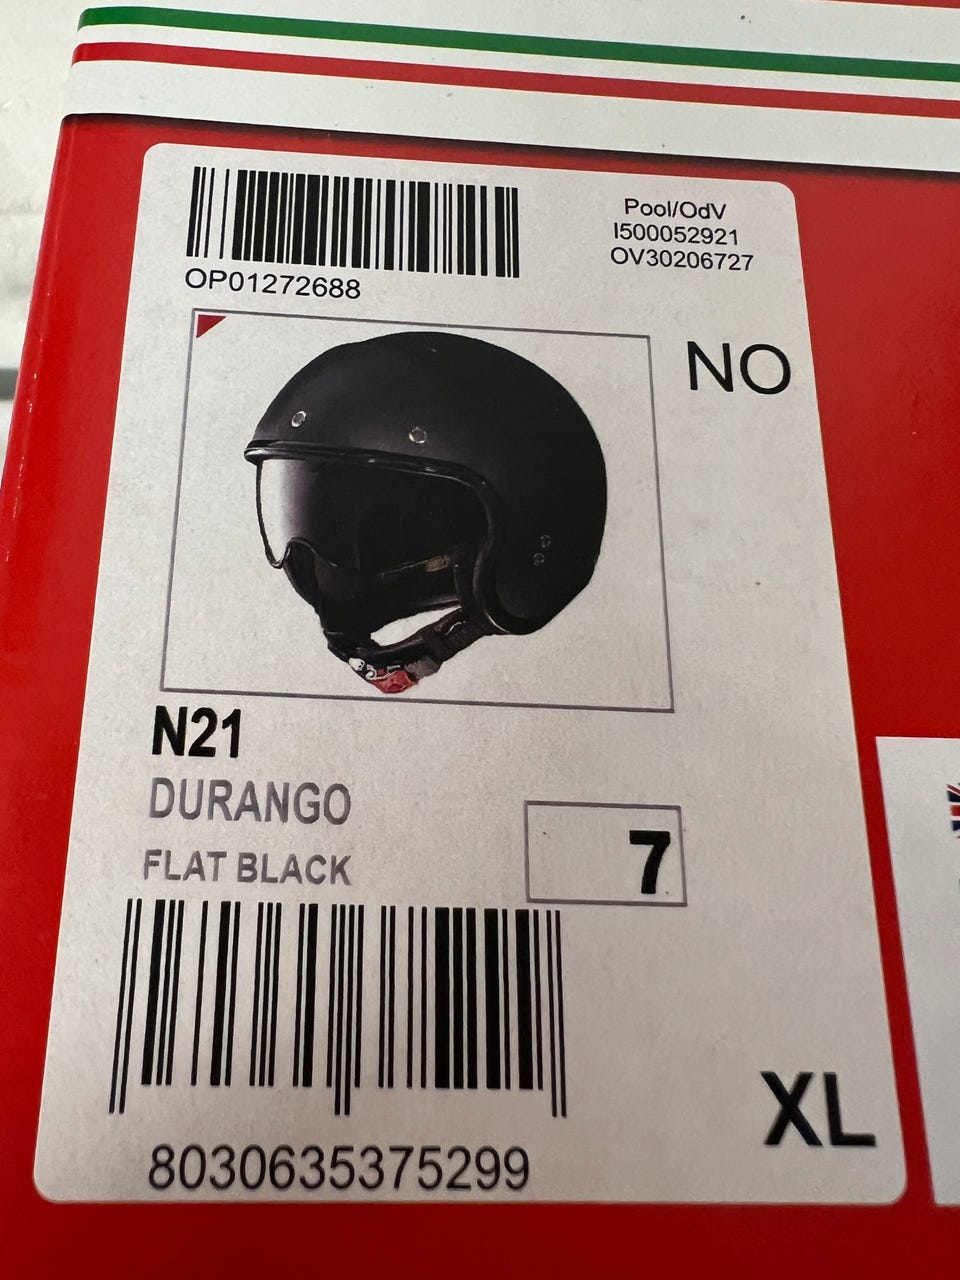 OP01272688
Pool/OdV
I500052921
OV30206727
NO
N21
DURANGO
FLAT BLACK
7
8030635375299
XL